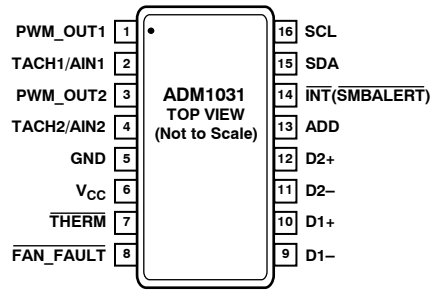 PWM_OUT1 1 16 SCL
TACH1/AIN1 2 15 SDA
PWM_OUT2 3 ADM1031 14 INT(SMBALERT)
TACH2/AIN2 4 TOP VIEW 13 ADD
(Not to Scale)
GND 5 12 D2+
VCC 6 11 D2–
THERM 7 10 D1+
FAN_FAULT 8 9 D1–